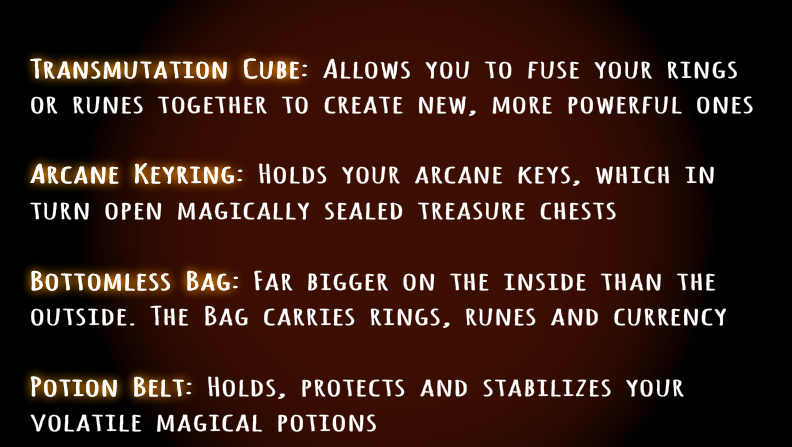 Transmutation Cube: Allows you to fuse your rings
or runes together to create new, more powerful ones
Arcane Keyring: Holds your arcane keys, which in
turn open magically sealed treasure chests
Bottomless Bag: Far bigger on the inside than the
outside. The Bag carries rings, runes and currency
Potion Belt: Holds, protects and stabilizes your
volatile magical potions